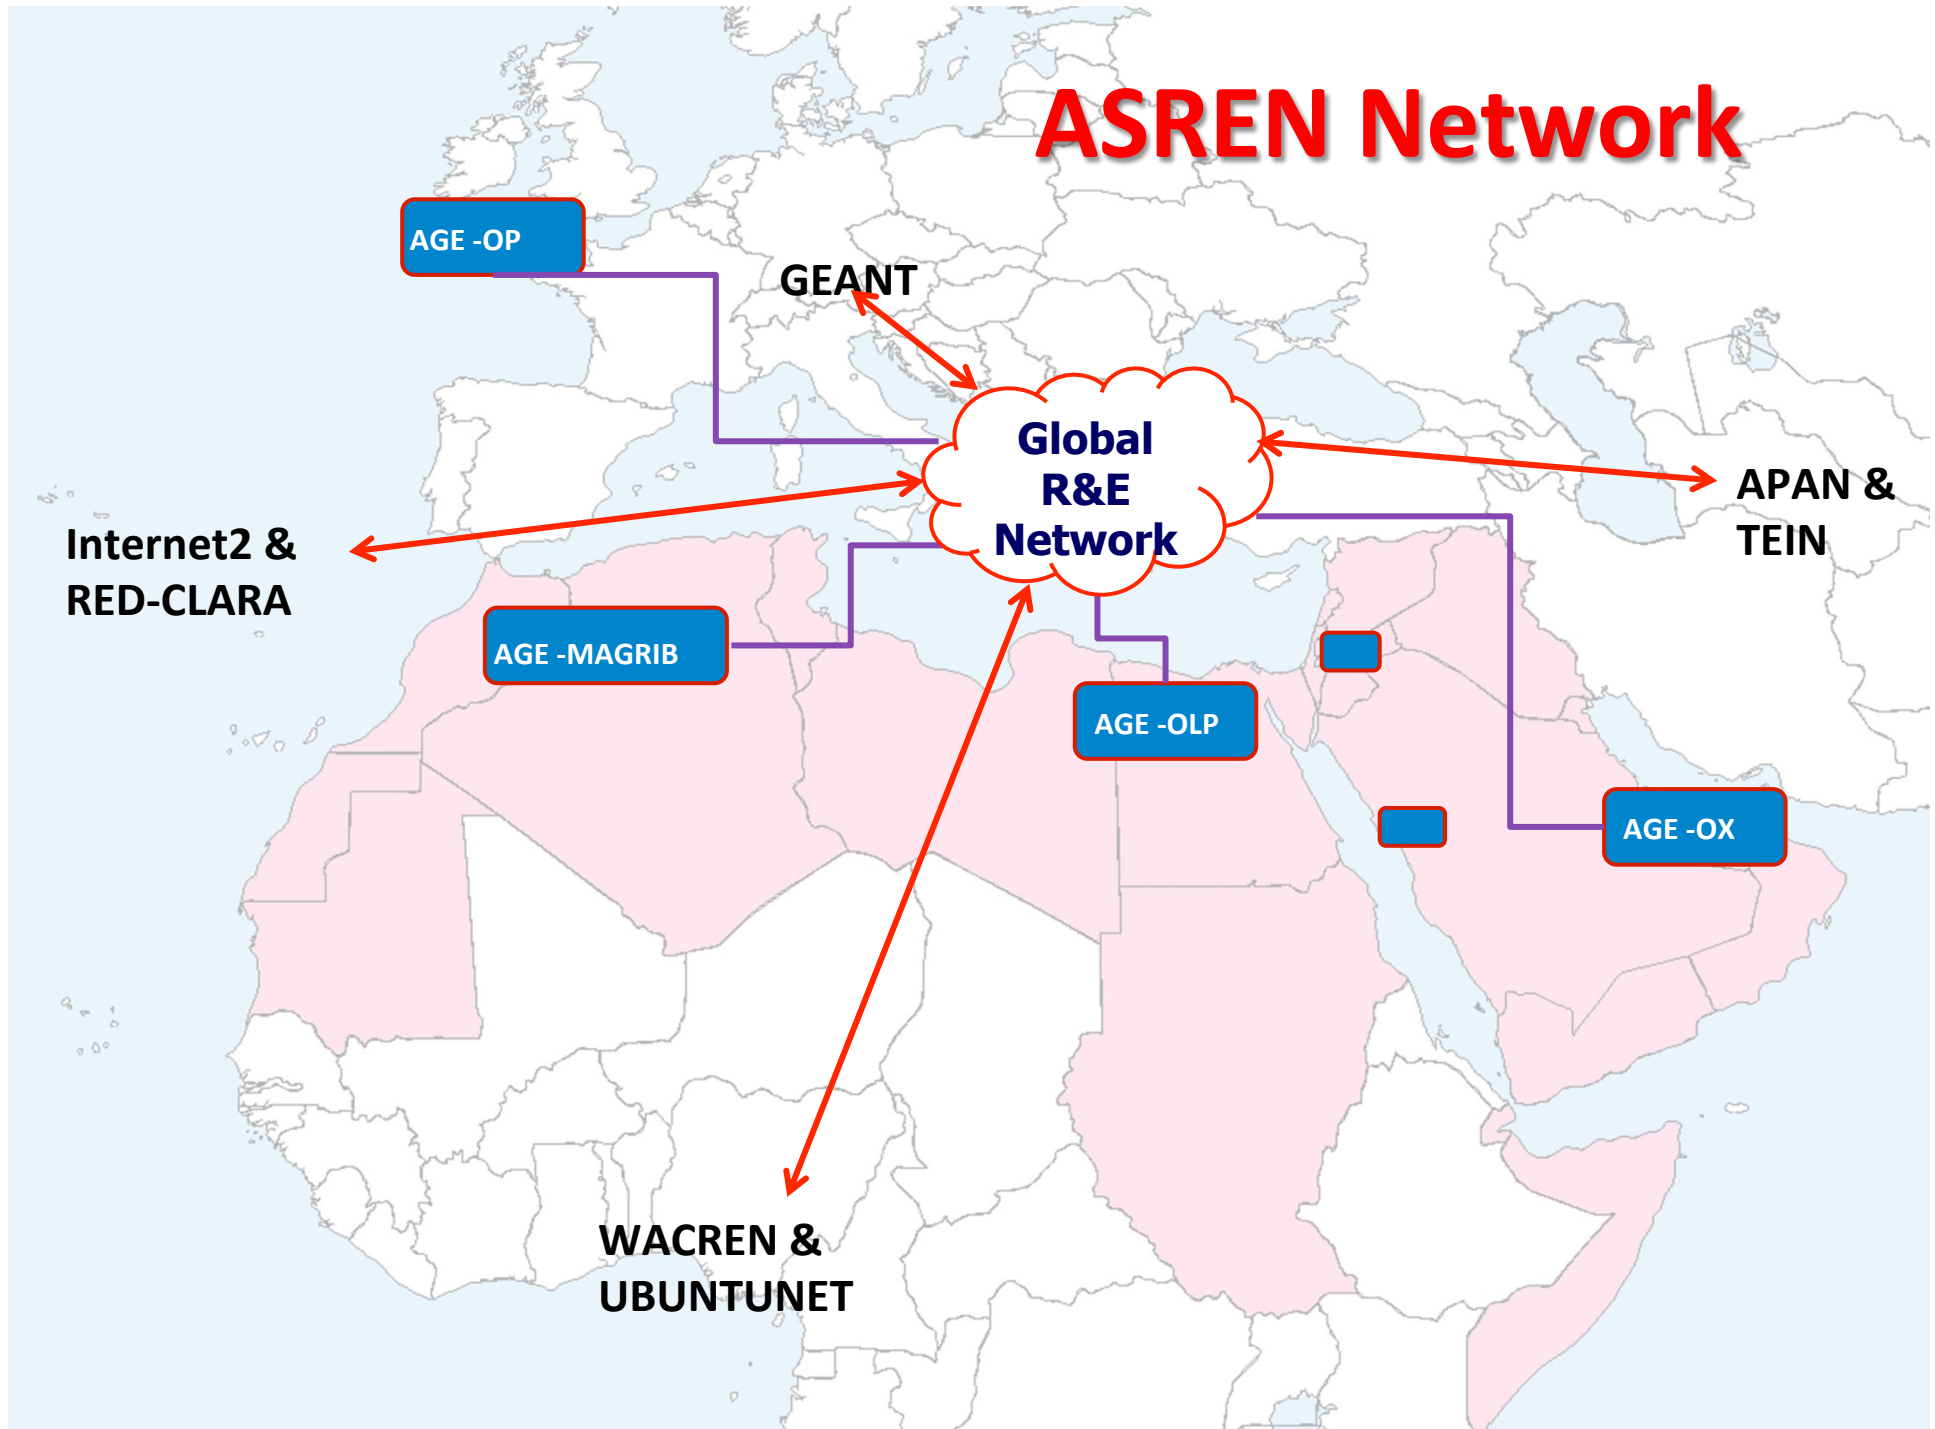 ASREN Network
AGE -OP
GEANT
Global
R&E
Network
APAN &
TEIN
Internet2 &
RED-CLARA
AGE -MAGRIB
AGE -OLP
AGE -OX
WACREN &
UBUNTUNET